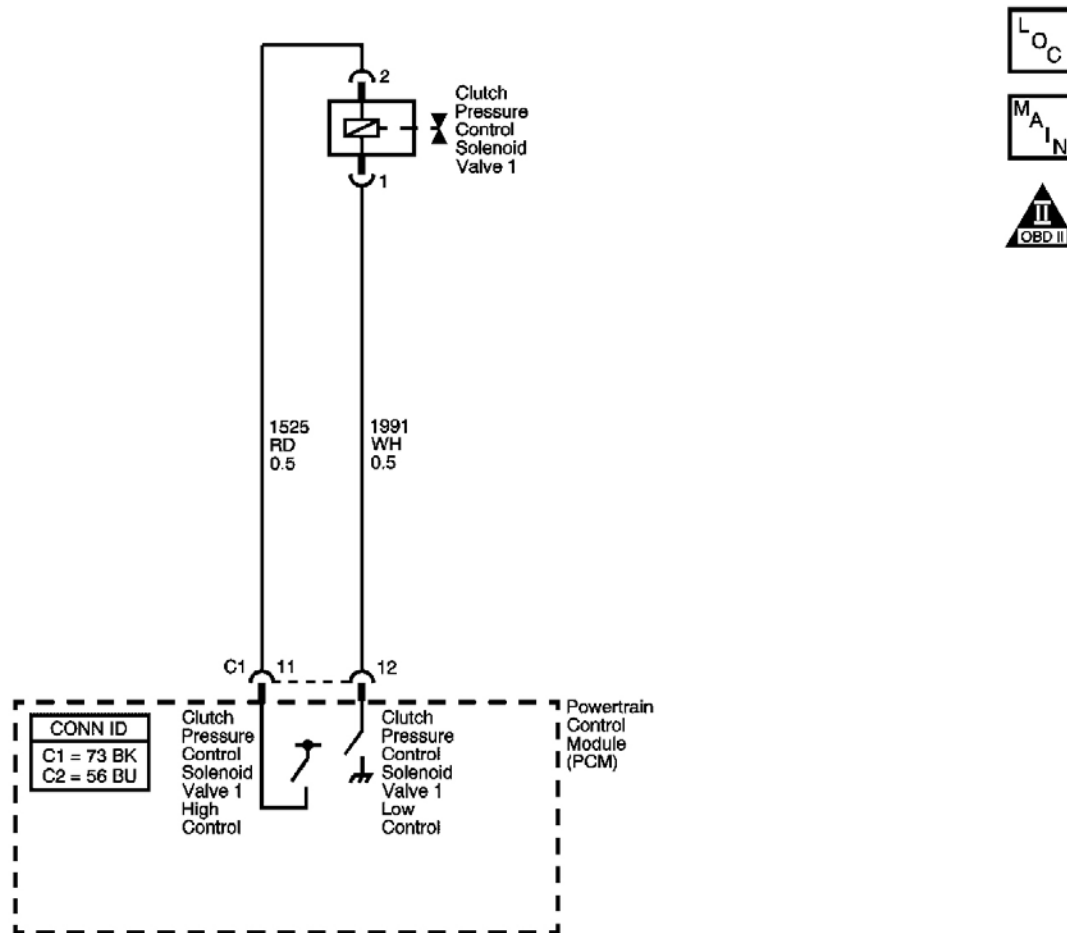 LOC
MAIN
II
OBD II
2
Clutch
Pressure
Control
Solenoid
Valve 1
1
1525
RD
0.5
1991
WH
0.5
C1 11
12
CONN ID
C1 = 73 BK
C2 = 56 BU
Clutch
Pressure
Control
Solenoid
Valve 1
High
Control
Clutch
Pressure
Control
Solenoid
Valve 1
Low
Control
Powertrain
Control
Module
(PCM)